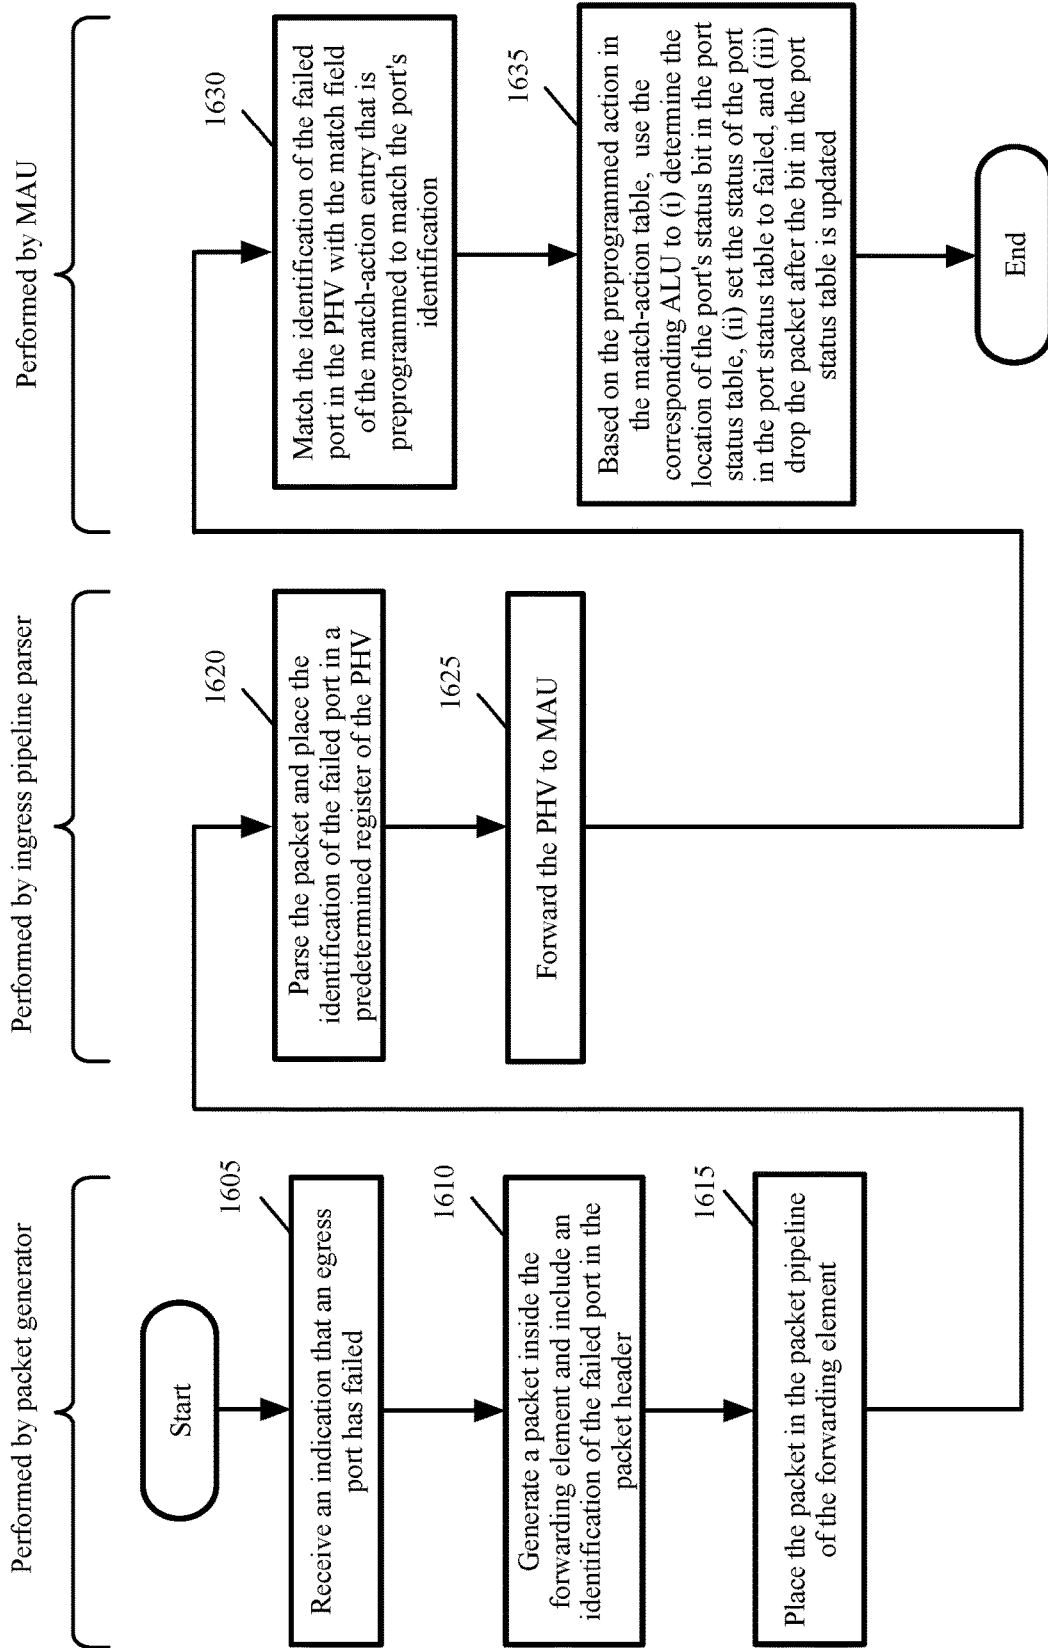 Performed by packet generator
Start
1605
Receive an indication that an egress
port has failed
1610
Generate a packet inside the
forwarding element and include an
identification of the failed port in the
packet header
1615
Place the packet in the packet pipeline
of the forwarding element
Performed by ingress pipeline parser
1620
Parse the packet and place the
identification of the failed port in a
predetermined register of the PHV
1625
Forward the PHV to MAU
Performed by MAU
1630
Match the identification of the failed
port in the PHV with the match field
of the match-action entry that is
preprogrammed to match the port's
identification
1635
Based on the preprogrammed action in
the match-action table, use the
corresponding ALU to (i) determine the
location of the port's status bit in the port
status table, (ii) set the status of the port
in the port status table to failed, and (iii)
drop the packet after the bit in the port
status table is updated
End